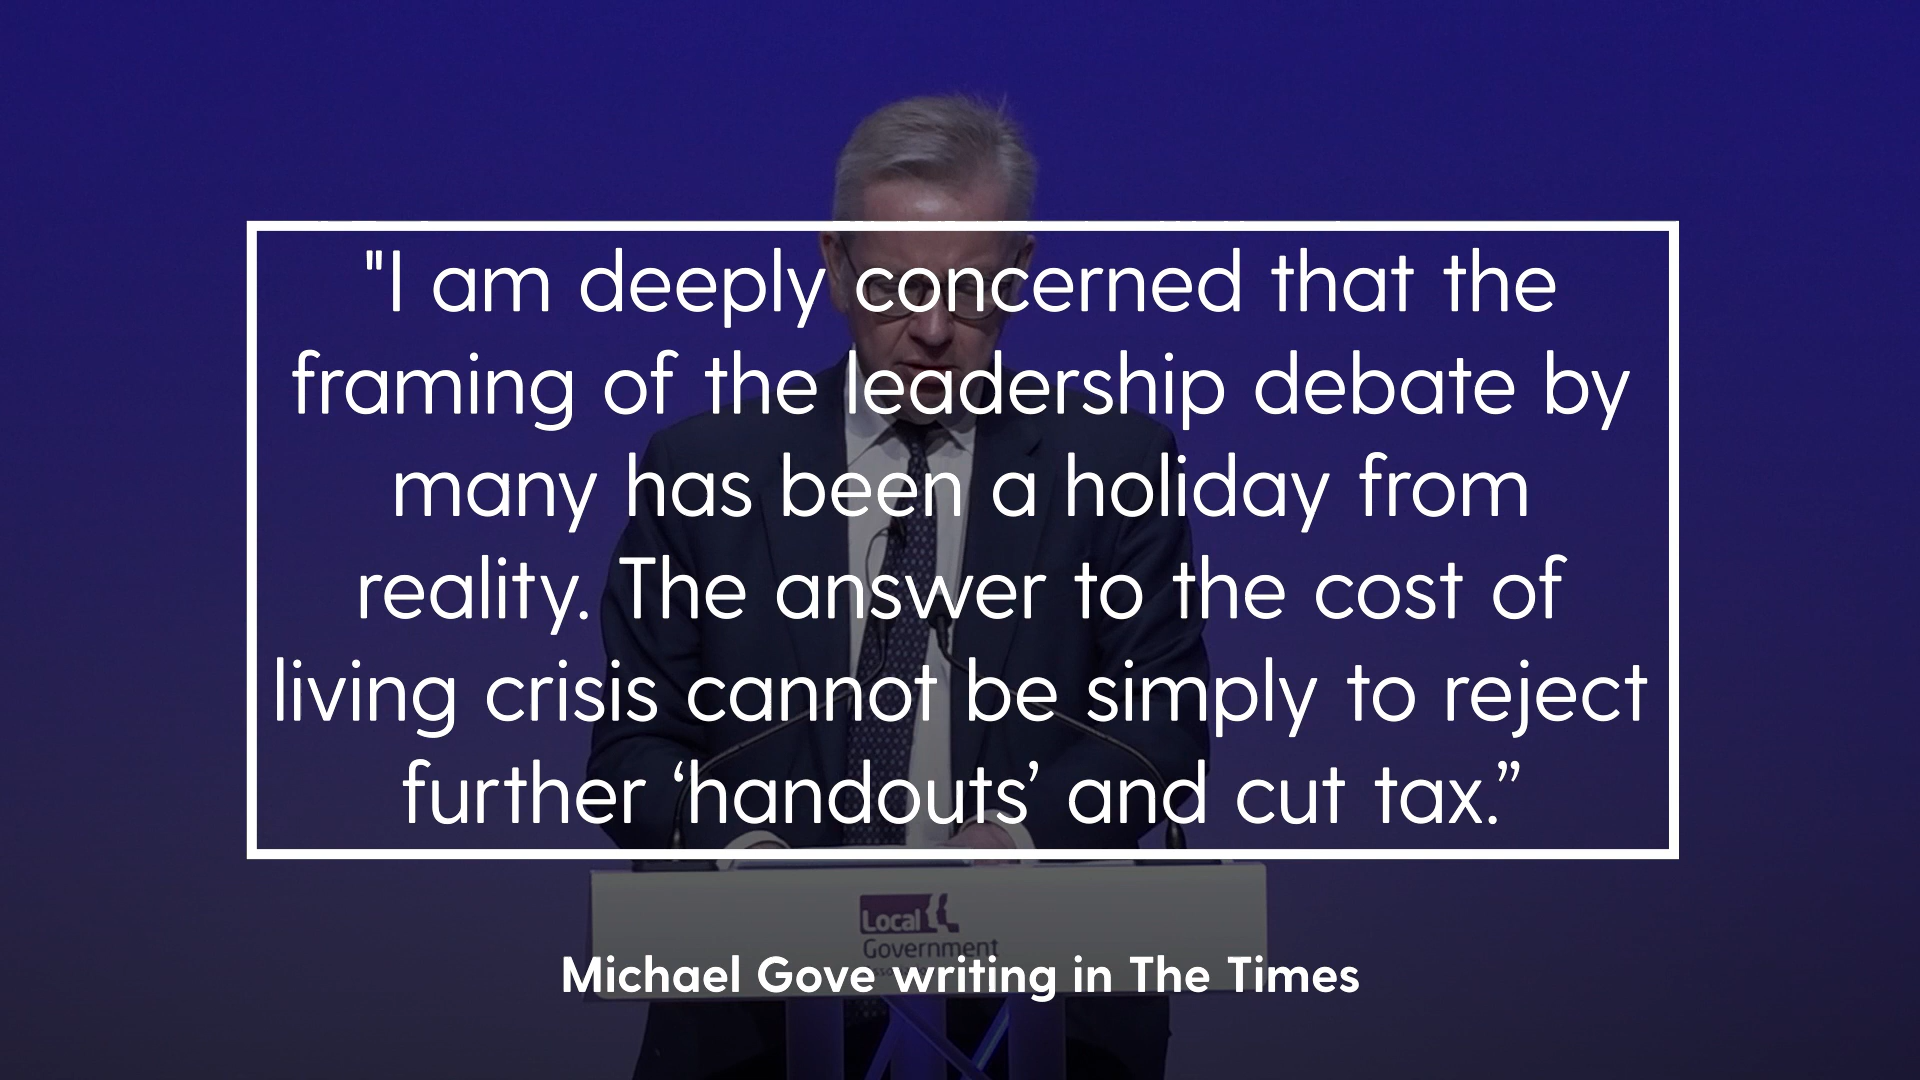 "I am deeply concerned that the
framing of the leadership debate by
many has been a holiday from
reality. The answer to the cost of
living crisis cannot be simply to reject
further ‘handouts’ and cut tax.”
Local
Government
Michael Gove writing in The Times